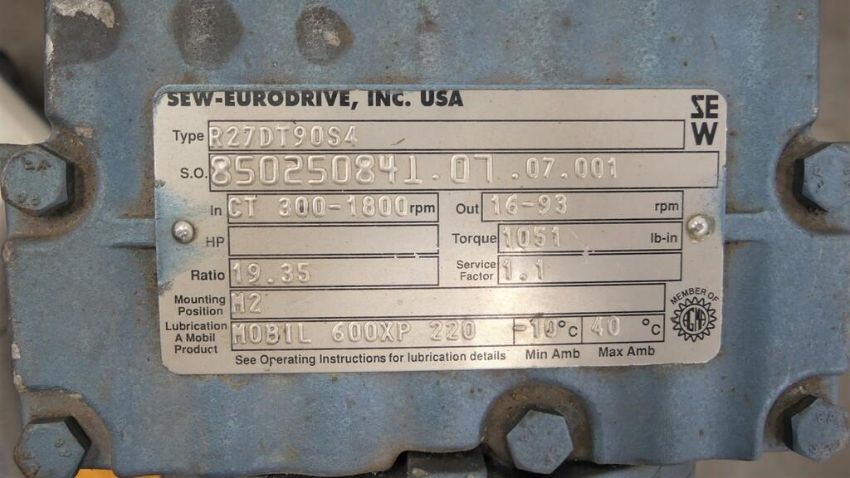 SEW-EURODRIVE, INC. USA
SEW
Type R27DT90S4
S.O. 850250841.07.07.001
In CT 300-1800 rpm Out 16-93 rpm
HP Torque 1051 lb-in
Ratio 19.35 Service Factor 1.1
Mounting Position M2
MEMBER OF AGMA
Lubrication A Mobil Product MOBIL 600XP 220 -10°C 40 °C
See Operating Instructions for lubrication details Min Amb Max Amb